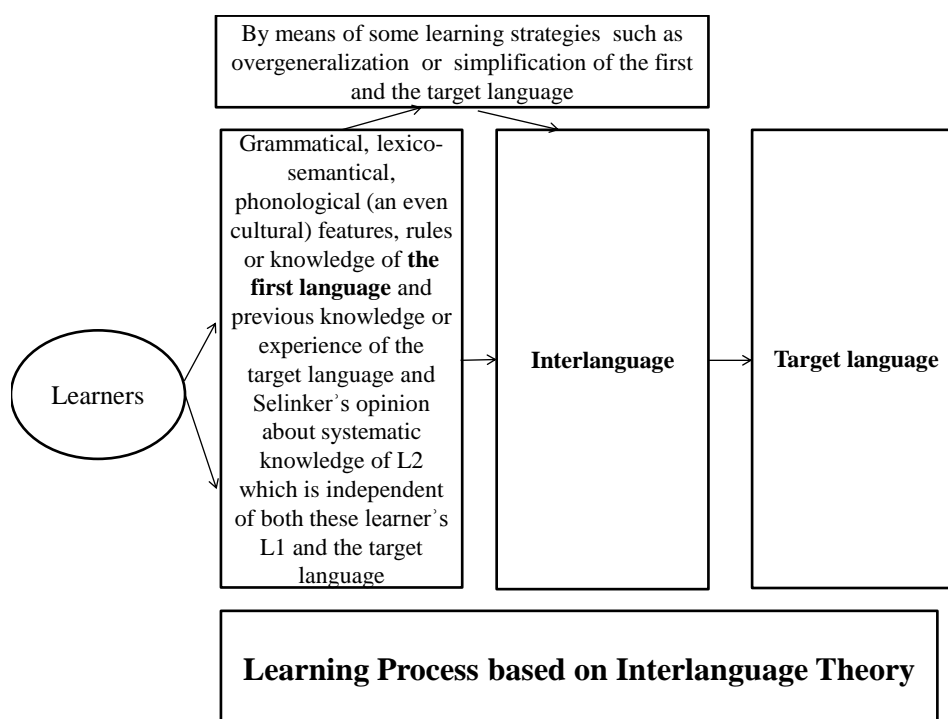 By means of some learning strategies such as
overgeneralization or simplification of the first
and the target language
Grammatical, lexico-
semantical,
phonological (an even
cultural) features, rules
or knowledge of the
first language and
previous knowledge or
experience of the
target language and
Selinkerʾs opinion
about systematic
knowledge of L2
which is independent
of both these learnerʾs
L1 and the target
language
Learners
Interlanguage
Target language
Learning Process based on Interlanguage Theory